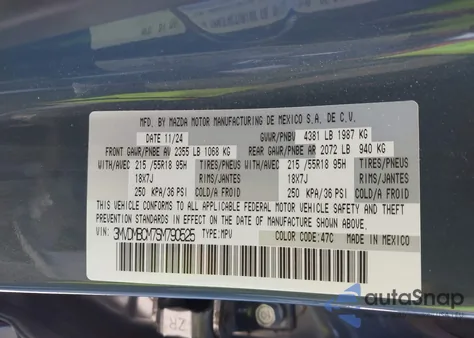 MFD. BY MAZDA MOTOR MANUFACTURING DE MEXICO S.A. DE C.V.
DATE 11/24 GVWR/PNBV 4381 LB 1987 KG
FRONT GAWR/PNBE AV 2355 LB 1068 KG REAR GAWR/PNBE AR 2072 LB 940 KG
WITH/AVEC 215/55R18 95H TIRES/PNEUS WITH/AVEC 215/55R18 95H TIRES/PNEUS
18X7J RIMS/JANTES 18X7J RIMS/JANTES
250 KPA/36 PSI 250 KPA/36 PSI
THIS VEHICLE CONFORMS TO ALL APPLICABLE FEDERAL MOTOR VEHICLE SAFETY AND THEFT
PREVENTION STANDARDS IN EFFECT ON THE DATE OF MANUFACTURE SHOWN ABOVE.
VIN: 3MVDMBCM7SM790525 TYPE: MPV COLOR CODE: 47C MADE IN MEXICO
autoSnap